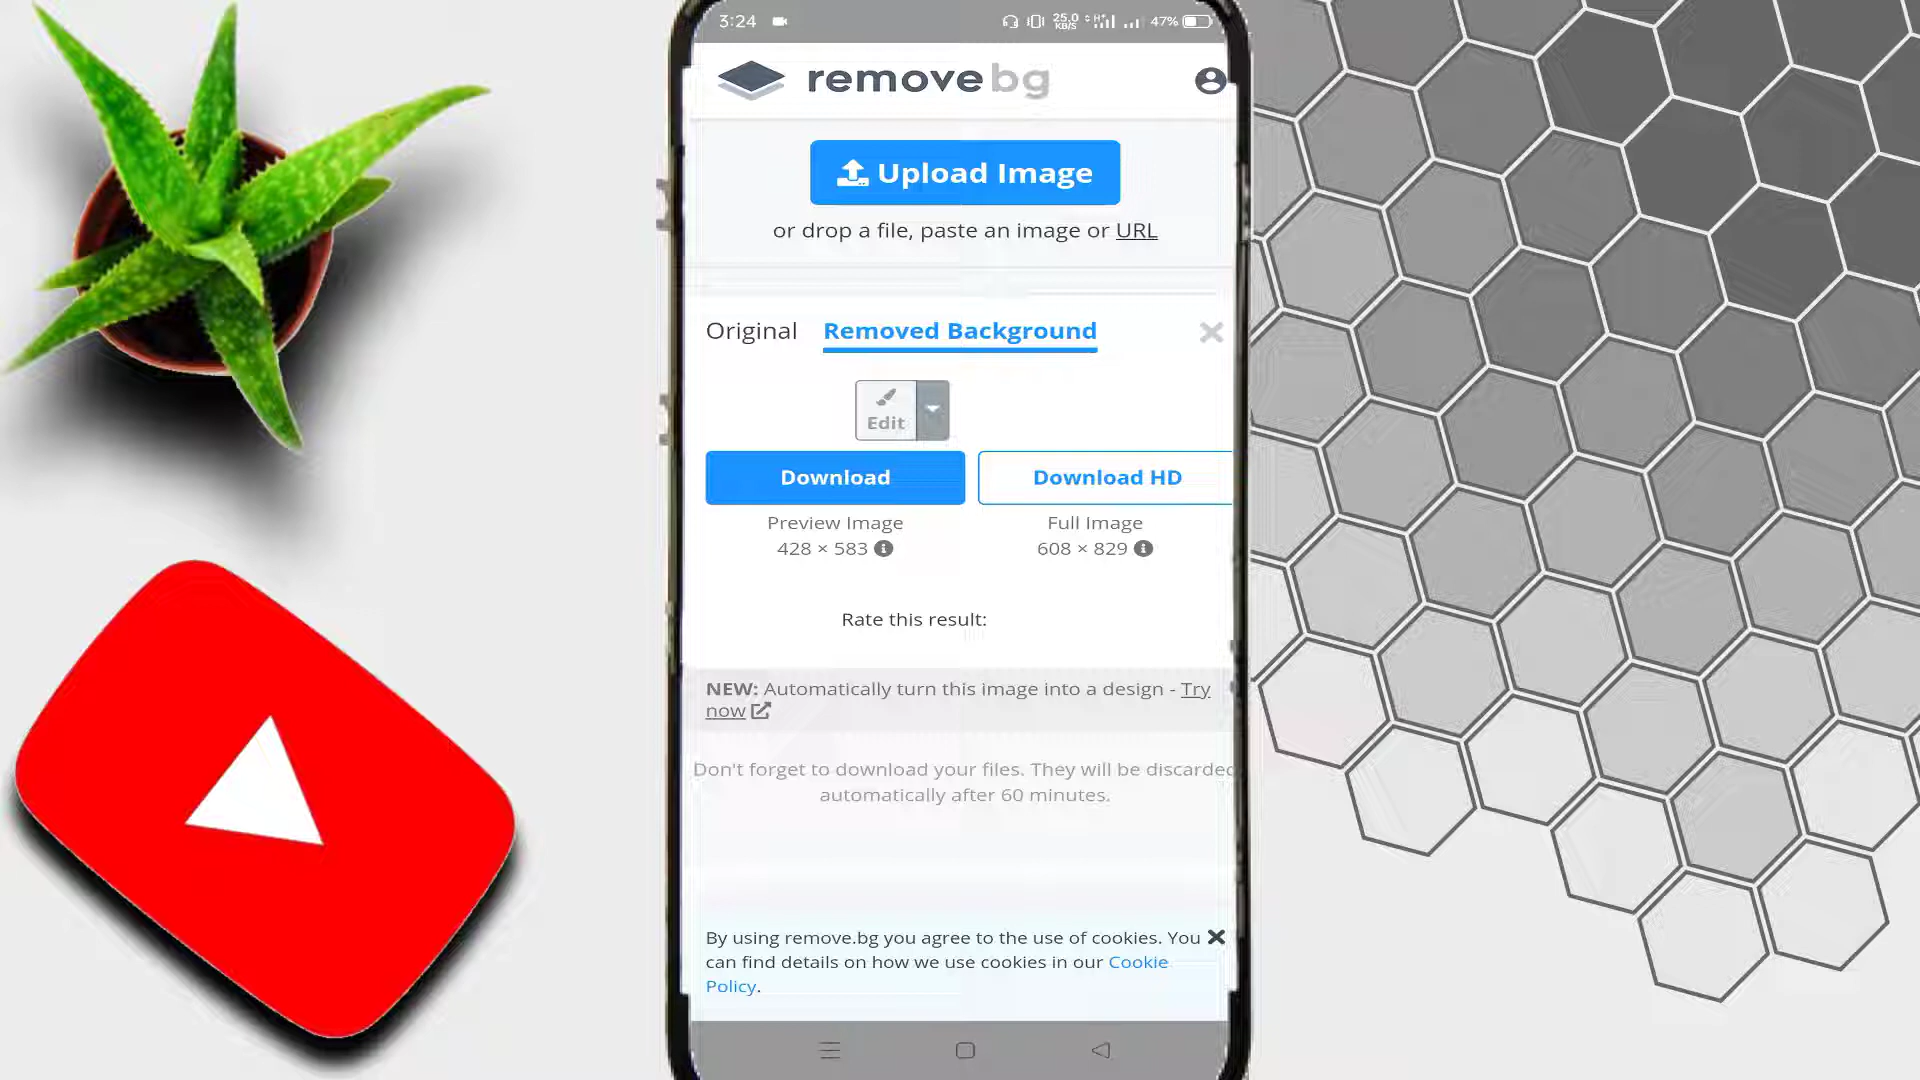 3:24
25.0
KB/S
47%
removebg
Upload Image
or drop a file, paste an image or URL
Original Removed Background
Edit
Download Download HD
Preview Image Full Image
428 × 583 608 × 829
Rate this result:
NEW: Automatically turn this image into a design - Try
now
Don't forget to download your files. They will be discarded
automatically after 60 minutes.
By using remove.bg you agree to the use of cookies. You
can find details on how we use cookies in our Cookie
Policy.